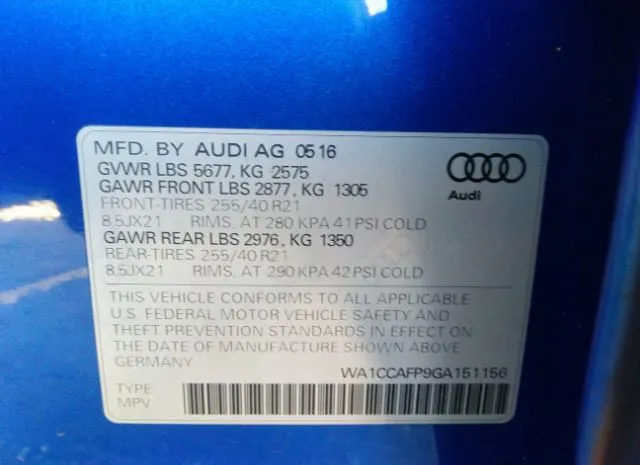 MFD. BY AUDI AG 05 16
GVWR LBS 5677, KG 2575
GAWR FRONT LBS 2877, KG 1305
FRONT-TIRES 255/40 R21
8,5JX21 RIMS, AT 280 KPA 41 PSI COLD
GAWR REAR LBS 2976, KG 1350
REAR-TIRES 255/40 R21
8,5JX21 RIMS, AT 290 KPA 42 PSI COLD
Audi
THIS VEHICLE CONFORMS TO ALL APPLICABLE
U.S. FEDERAL MOTOR VEHICLE SAFETY AND
THEFT PREVENTION STANDARDS IN EFFECT ON
THE DATE OF MANUFACTURE SHOWN ABOVE.
GERMANY
WA1CCAFP9GA151156
TYPE
MPV